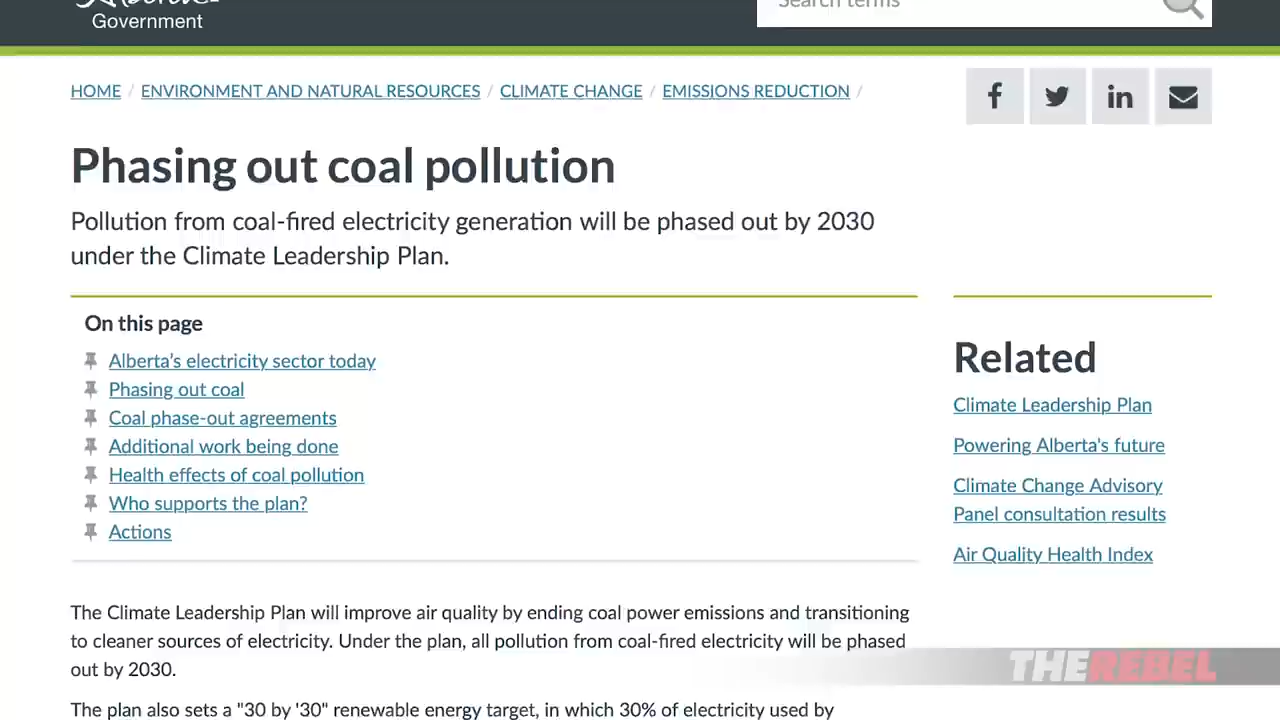 Government
Search terms
HOME / ENVIRONMENT AND NATURAL RESOURCES / CLIMATE CHANGE / EMISSIONS REDUCTION /
Phasing out coal pollution
Pollution from coal-fired electricity generation will be phased out by 2030
under the Climate Leadership Plan.
On this page
Alberta's electricity sector today
Phasing out coal
Coal phase-out agreements
Additional work being done
Health effects of coal pollution
Who supports the plan?
Actions
Related
Climate Leadership Plan
Powering Alberta's future
Climate Change Advisory
Panel consultation results
Air Quality Health Index
The Climate Leadership Plan will improve air quality by ending coal power emissions and transitioning
to cleaner sources of electricity. Under the plan, all pollution from coal-fired electricity will be phased
out by 2030.
The plan also sets a "30 by '30" renewable energy target, in which 30% of electricity used by
THE REBEL